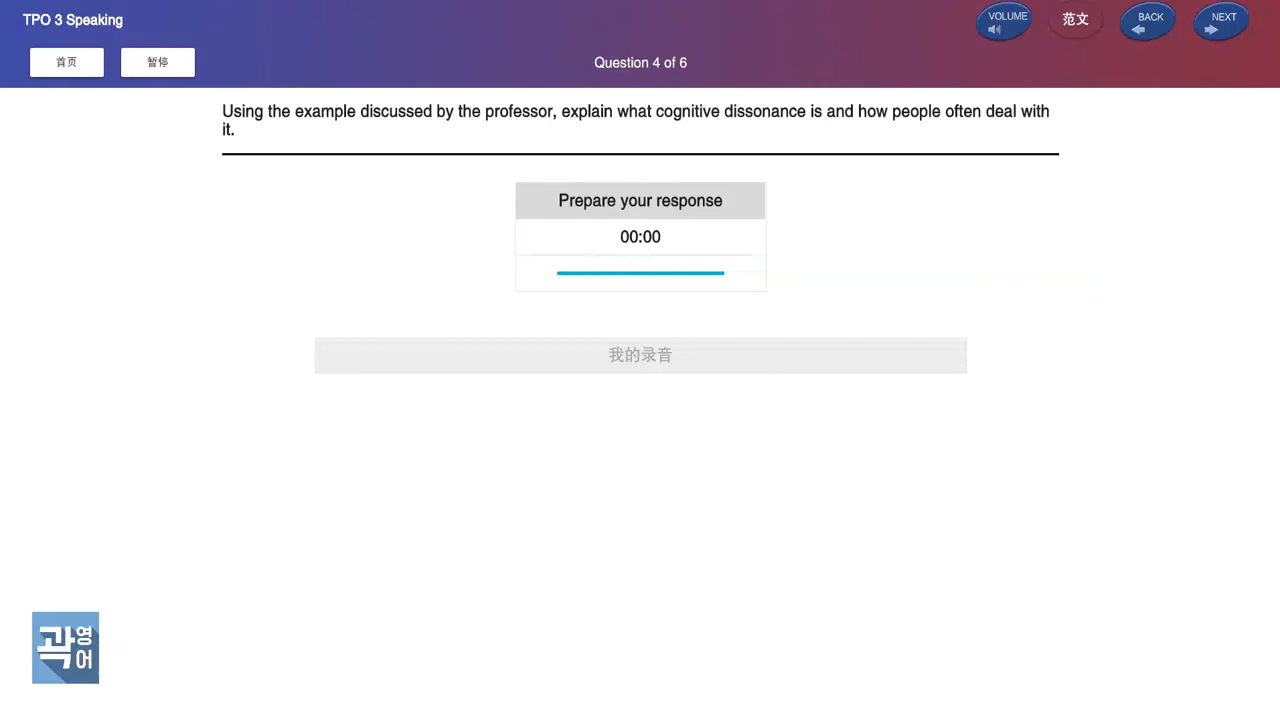 TPO 3 Speaking
VOLUME
范文
BACK
NEXT
首页
暂停
Question 4 of 6
Using the example discussed by the professor, explain what cognitive dissonance is and how people often deal with
it.
Prepare your response
00:00
我的录音
곽영어